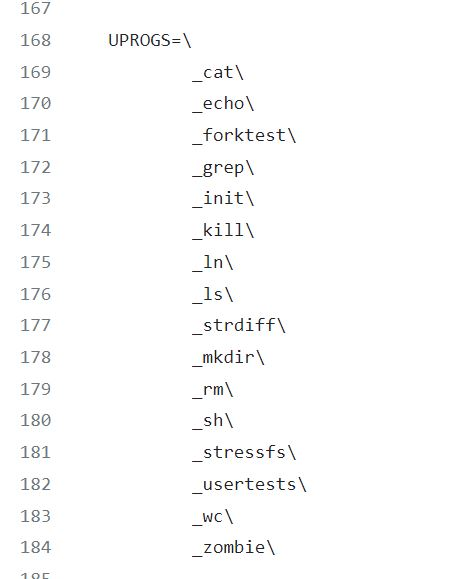 167
168 UPROGS=\
169 _cat\
170 _echo\
171 _forktest\
172 _grep\
173 _init\
174 _kill\
175 _ln\
176 _ls\
177 _strdiff\
178 _mkdir\
179 _rm\
180 _sh\
181 _stressfs\
182 _usertests\
183 _wc\
184 _zombie\
185